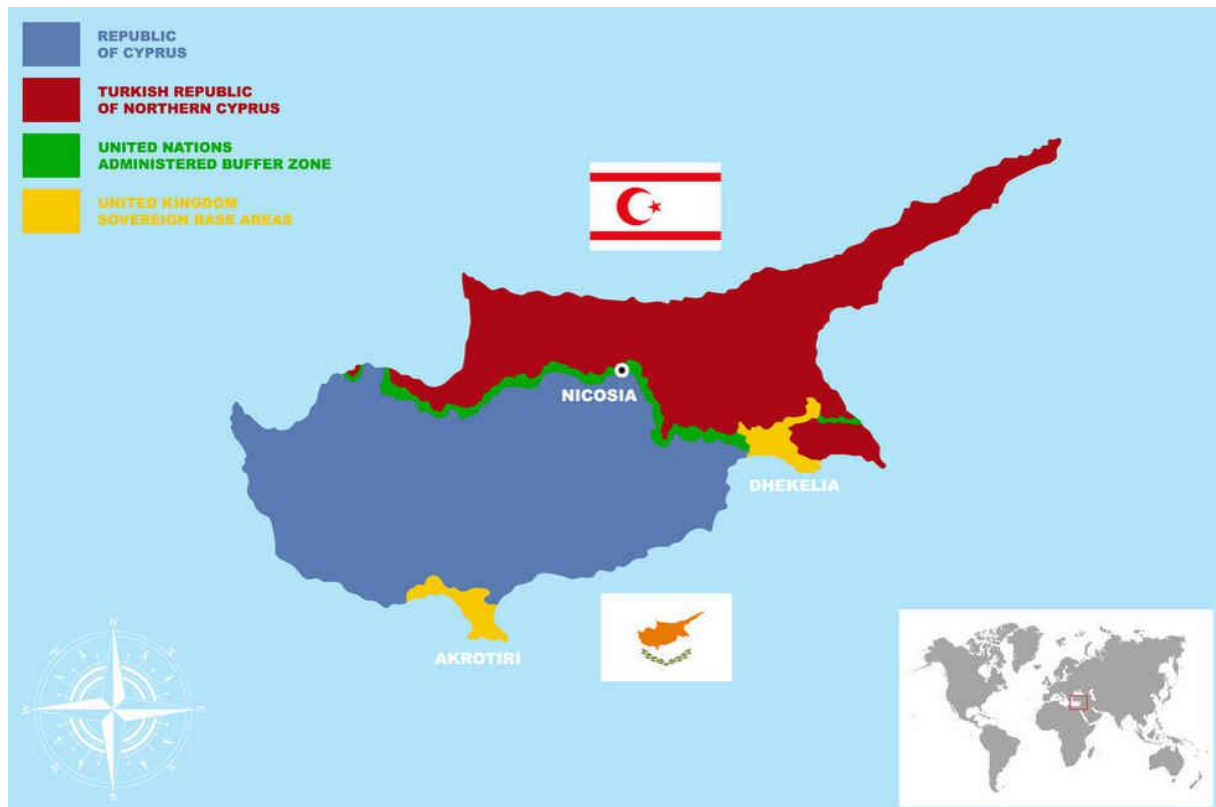 REPUBLIC
OF CYPRUS
TURKISH REPUBLIC
OF NORTHERN CYPRUS
UNITED NATIONS
ADMINISTERED BUFFER ZONE
UNITED KINGDOM
SOVEREIGN BASE AREAS
NICOSIA
DHEKELIA
AKROTIRI
N
W
E
S